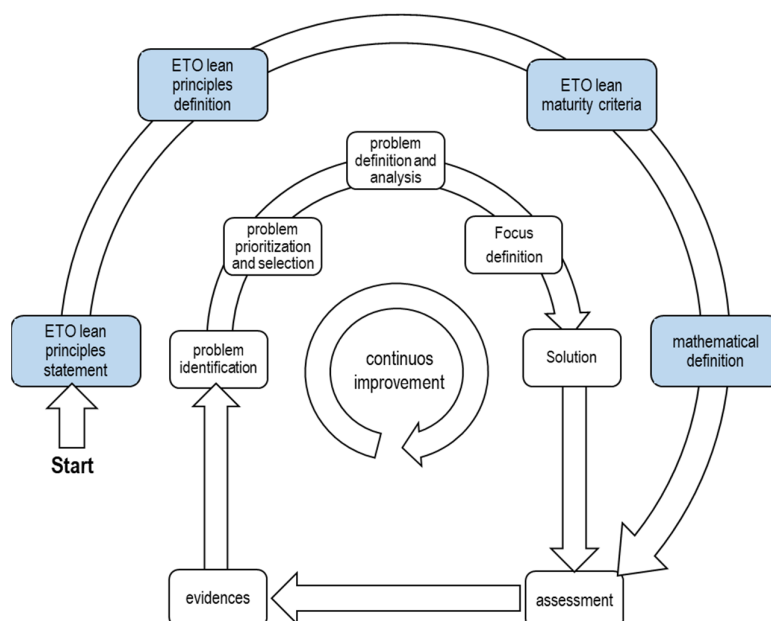 ETO lean
principles
definition
ETO lean
maturity criteria
problem
definition and
analysis
problem
prioritization
and selection
Focus
definition
ETO lean
principles
statement
problem
identification
continuos
improvement
Solution
mathematical
definition
Start
evidences
assessment